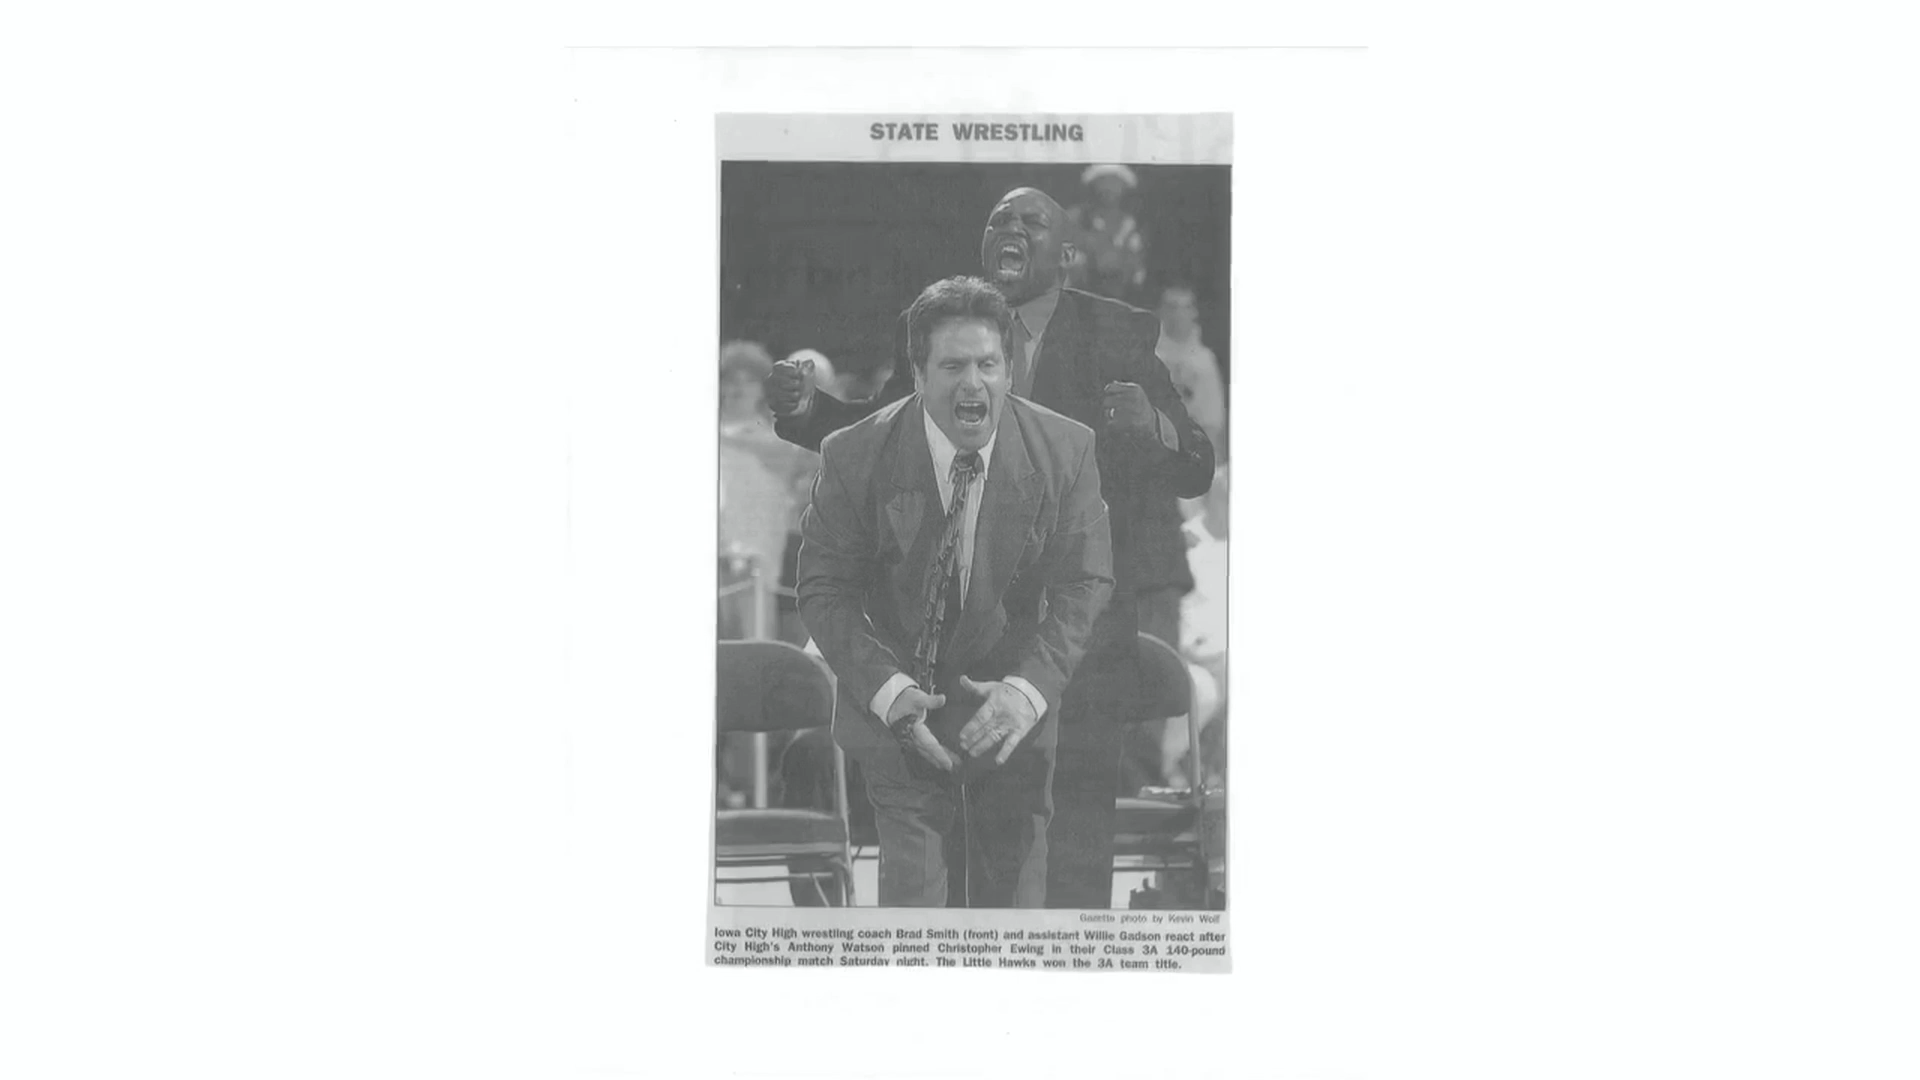 STATE WRESTLING
Gazette photo by Kevin Wolf
Iowa City High wrestling coach Brad Smith (front) and assistant Willie Gadson react after
City High's Anthony Watson pinned Christopher Ewing in their Class 3A 140-pound
championship match Saturday night. The Little Hawks won the 3A team title.